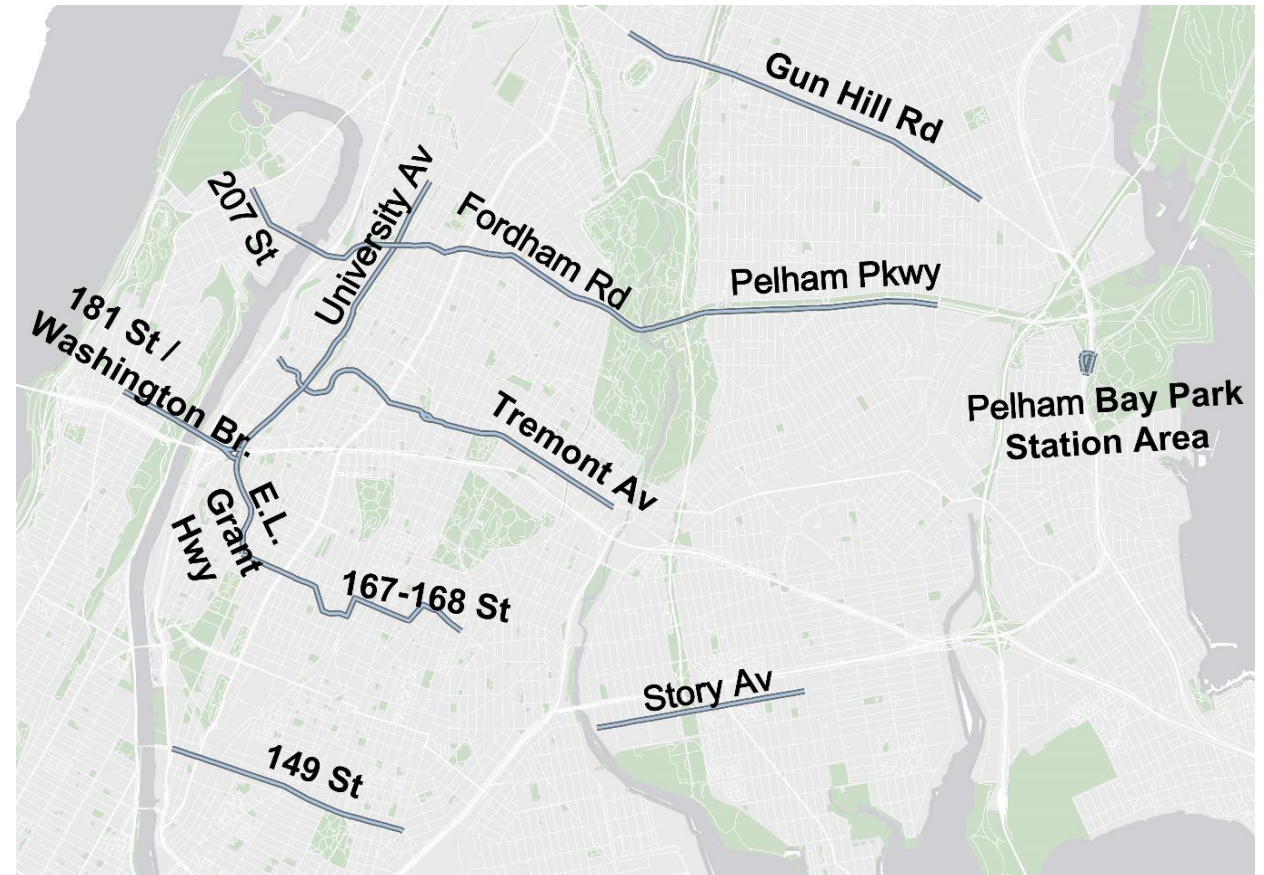 Gun Hill Rd
207 St
University Av
Fordham Rd
Pelham Pkwy
181 St /
Washington Br.
Pelham Bay Park
Station Area
Tremont Av
E.L.
Grant
Hwy
167-168 St
Story Av
149 St